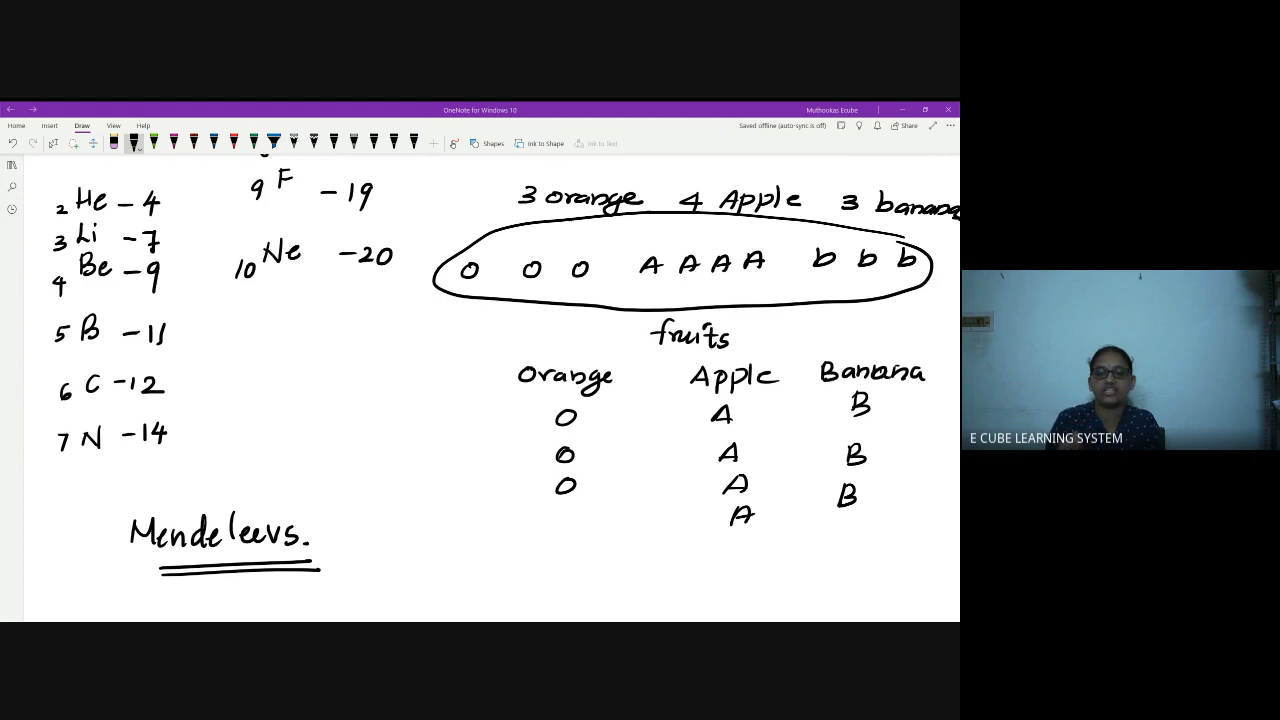 OneNote for Windows 10
Muthookas Ecube
Home Insert Draw View Help
Saved offline (auto-sync is off)
Share
Shapes
Ink to Shape
Ink to Text
2 He - 4
3 Li - 7
4 Be - 9
5 B - 11
6 C - 12
7 N - 14
9 F - 19
10 Ne - 20
Mendeleevs.
3 orange 4 Apple 3 banana
O O O A A A A b b b
fruits
Orange Apple Banana
O A B
O A B
O A B
A
E CUBE LEARNING SYSTEM